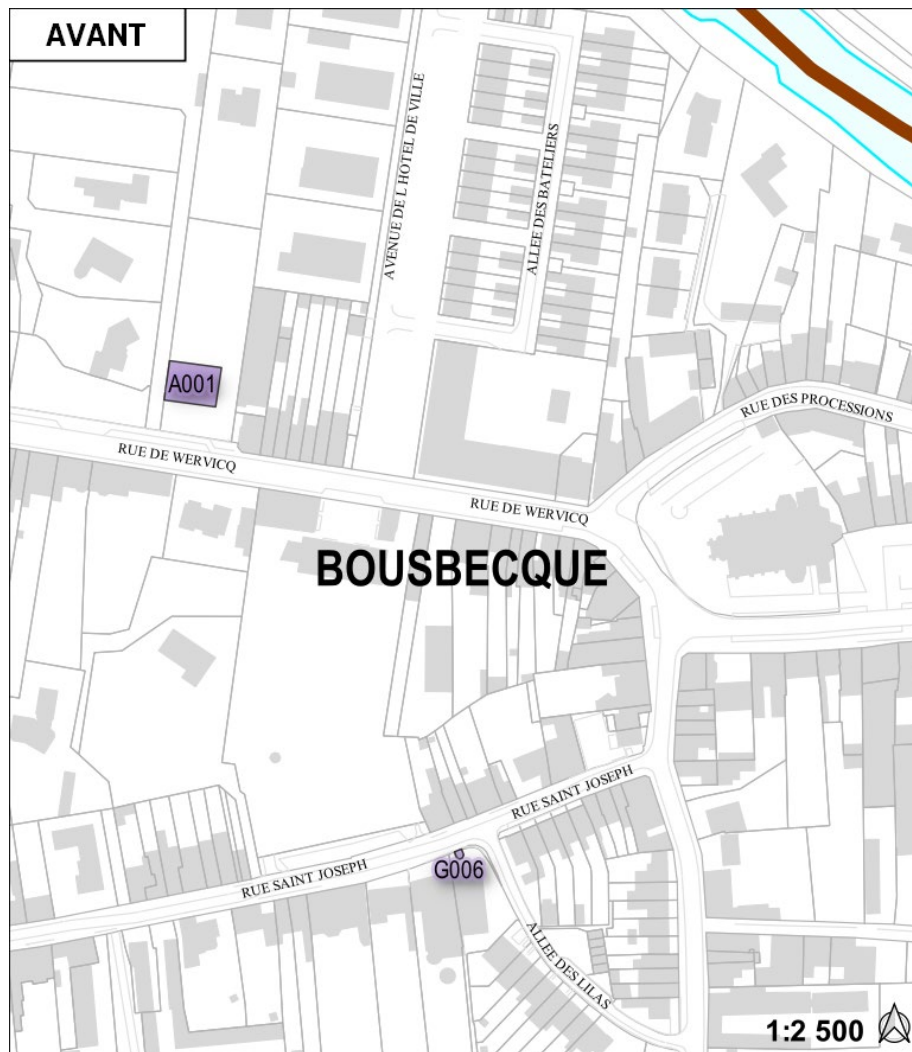 AVANT
AVENUE DE L HOTEL DE VILLE
ALLEE DES BATELIERS
A001
RUE DES PROCESSIONS
RUE DE WERVICQ
RUE DE WERVICQ
BOUSBECQUE
RUE SAINT JOSEPH
RUE SAINT JOSEPH
G006
ALLEE DES LILAS
1:2 500